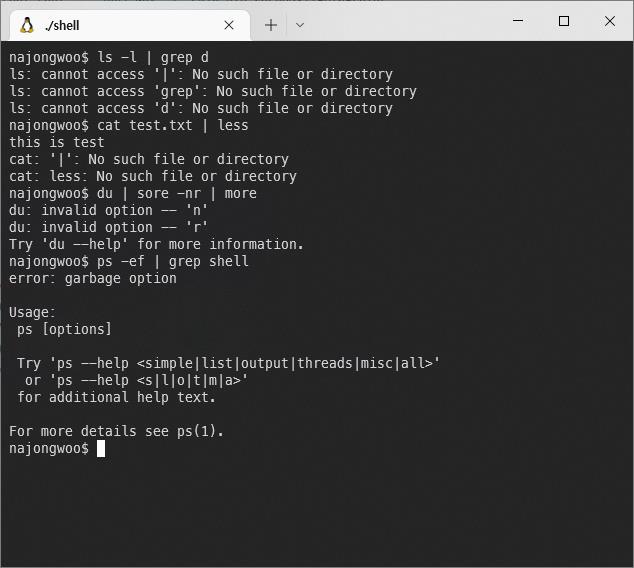 ./shell
najongwoo$ ls -l | grep d
ls: cannot access '|': No such file or directory
ls: cannot access 'grep': No such file or directory
ls: cannot access 'd': No such file or directory
najongwoo$ cat test.txt | less
this is test
cat: '|': No such file or directory
cat: less: No such file or directory
najongwoo$ du | sore -nr | more
du: invalid option -- 'n'
du: invalid option -- 'r'
Try 'du --help' for more information.
najongwoo$ ps -ef | grep shell
error: garbage option

Usage:
 ps [options]

 Try 'ps --help <simple|list|output|threads|misc|all>'
  or 'ps --help <s|l|o|t|m|a>'
 for additional help text.

For more details see ps(1).
najongwoo$